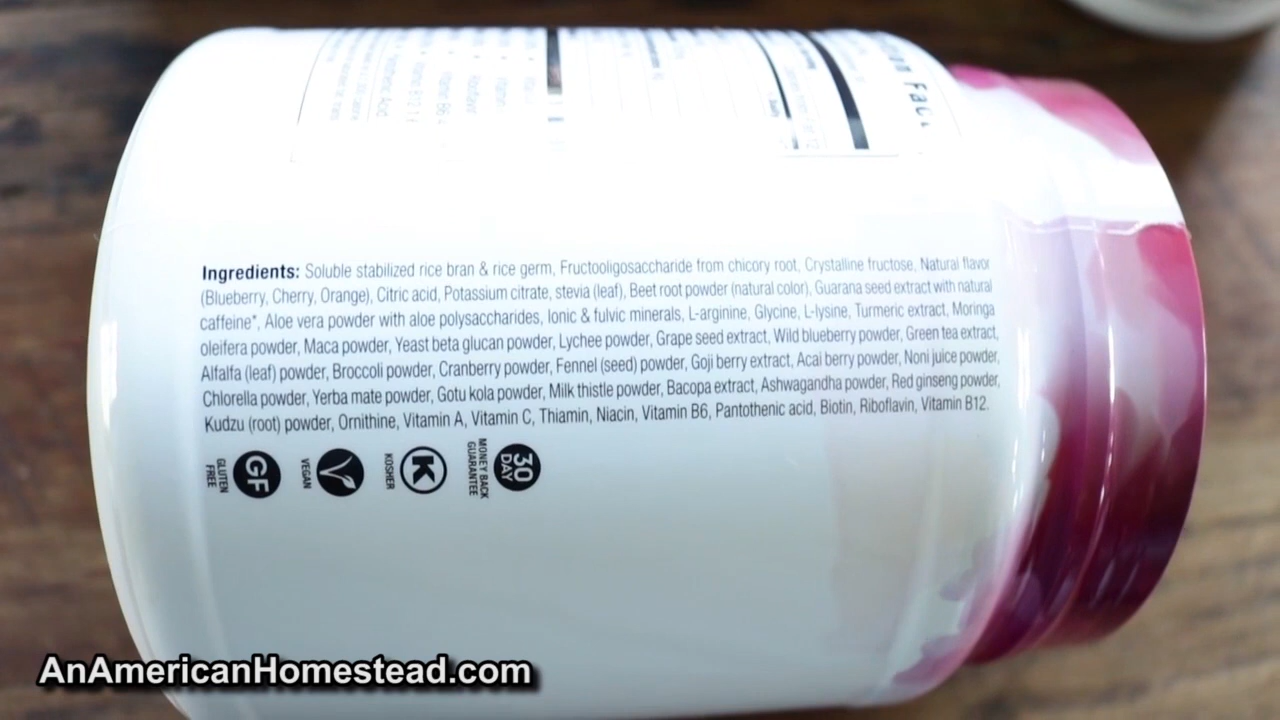 Ingredients: Soluble stabilized rice bran & rice germ, Fructooligosaccharide from chicory root, Crystalline fructose, Natural flavor
(Blueberry, Cherry, Orange), Citric acid, Potassium citrate, stevia (leaf), Beet root powder (natural color), Guarana seed extract with natural
caffeine*, Aloe vera powder with aloe polysaccharides, Ionic & fulvic minerals, L-arginine, Glycine, L-lysine, Turmeric extract, Moringa
oleifera powder, Maca powder, Yeast beta glucan powder, Lychee powder, Grape seed extract, Wild blueberry powder, Green tea extract,
Alfalfa (leaf) powder, Broccoli powder, Cranberry powder, Fennel (seed) powder, Goji berry extract, Acai berry powder, Noni juice powder,
Chlorella powder, Yerba mate powder, Gotu kola powder, Milk thistle powder, Bacopa extract, Ashwagandha powder, Red ginseng powder,
Kudzu (root) powder, Ornithine, Vitamin A, Vitamin C, Thiamin, Niacin, Vitamin B6, Pantothenic acid, Biotin, Riboflavin, Vitamin B12.
30
DAY
MONEY BACK
GUARANTEE
K
KOSHER
VEGAN
GF
GLUTEN
FREE
AnAmericanHomestead.com